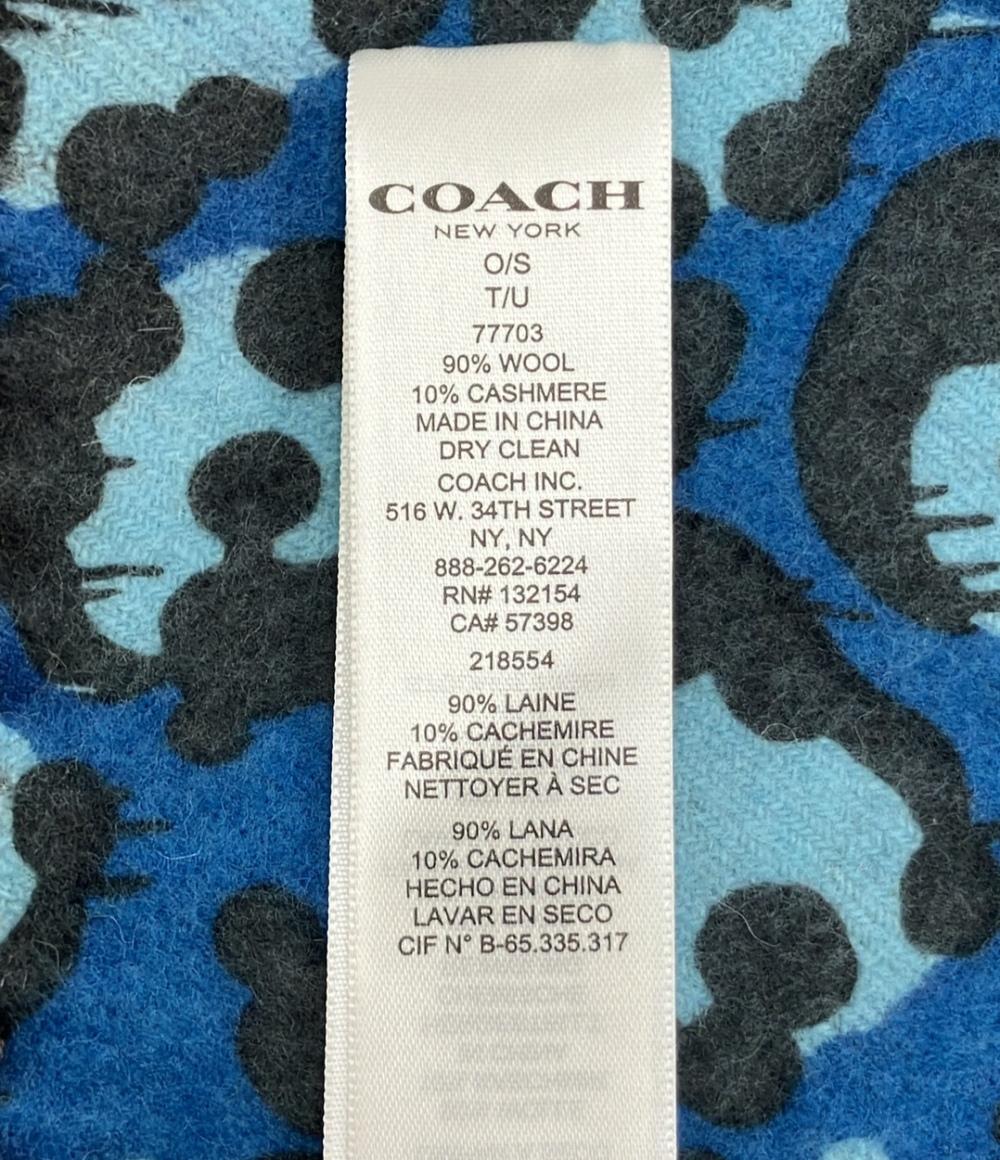 COACH
NEW YORK
O/S
T/U
77703
90% WOOL
10% CASHMERE
MADE IN CHINA
DRY CLEAN
COACH INC.
516 W. 34TH STREET
NY, NY
888-262-6224
RN# 132154
CA# 57398
218554
90% LAINE
10% CACHEMIRE
FABRIQUÉ EN CHINE
NETTOYER À SEC
90% LANA
10% CACHEMIRA
HECHO EN CHINA
LAVAR EN SECO
CIF N° B-65.335.317